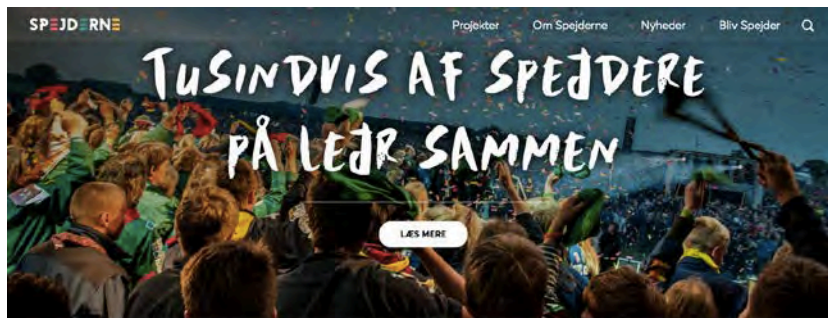 SPEJDERNE
Projekter Om Spejderne Nyheder Bliv Spejder
TUSINDVIS AF SPEJDERE
PÅ LEJR SAMMEN
LÆS MERE